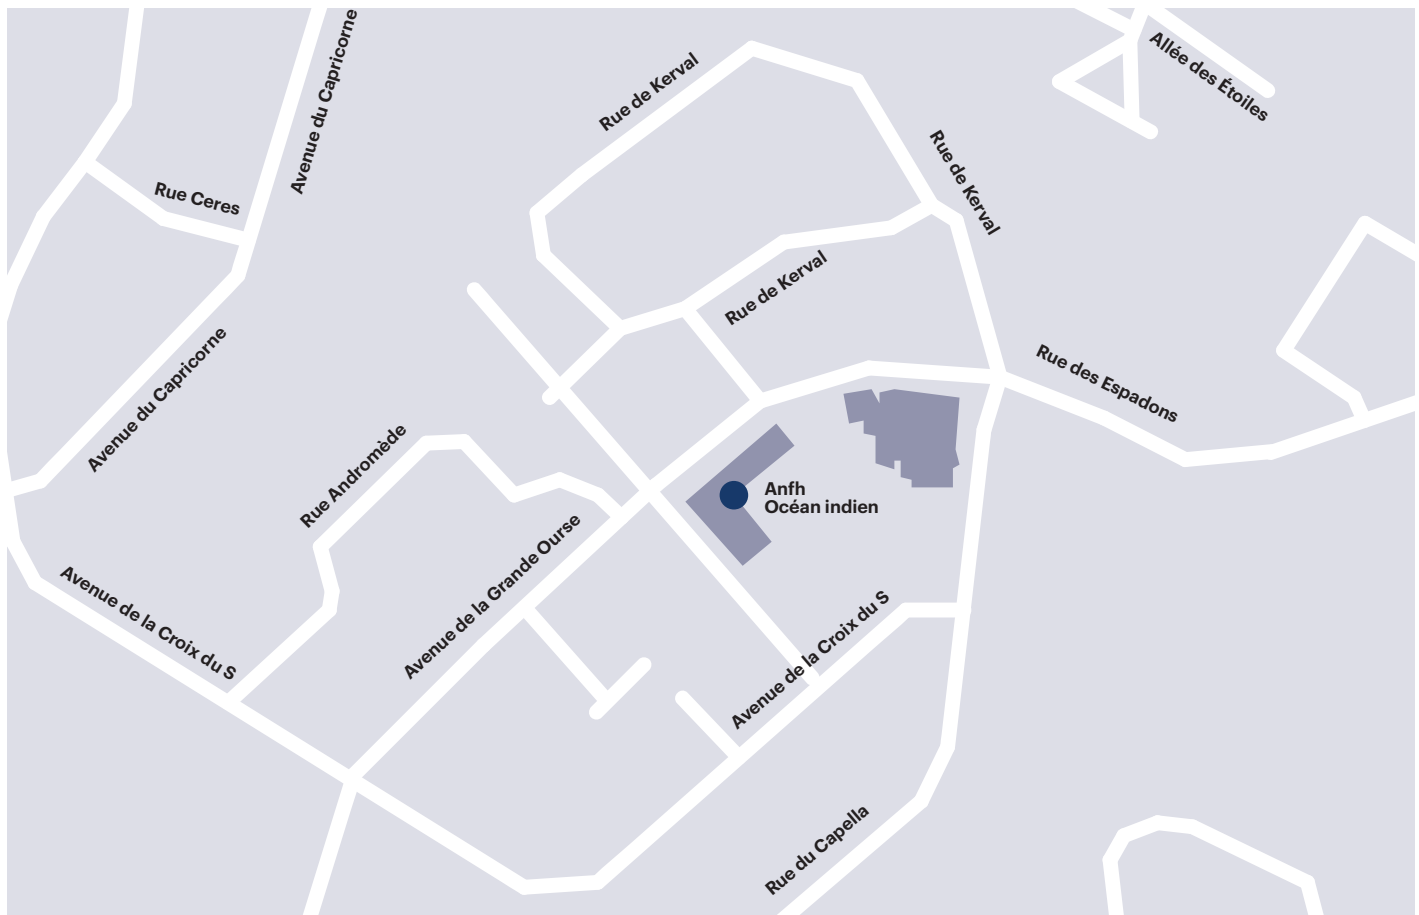 Allée des Étoiles
Avenue du Capricorne
Rue de Kerval
Rue de Kerval
Rue Ceres
Rue de Kerval
Avenue du Capricorne
Rue des Espadons
Rue Andromède
Anfh
Océan indien
Avenue de la Grande Ourse
Avenue de la Croix du S
Avenue de la Croix du S
Rue du Capella